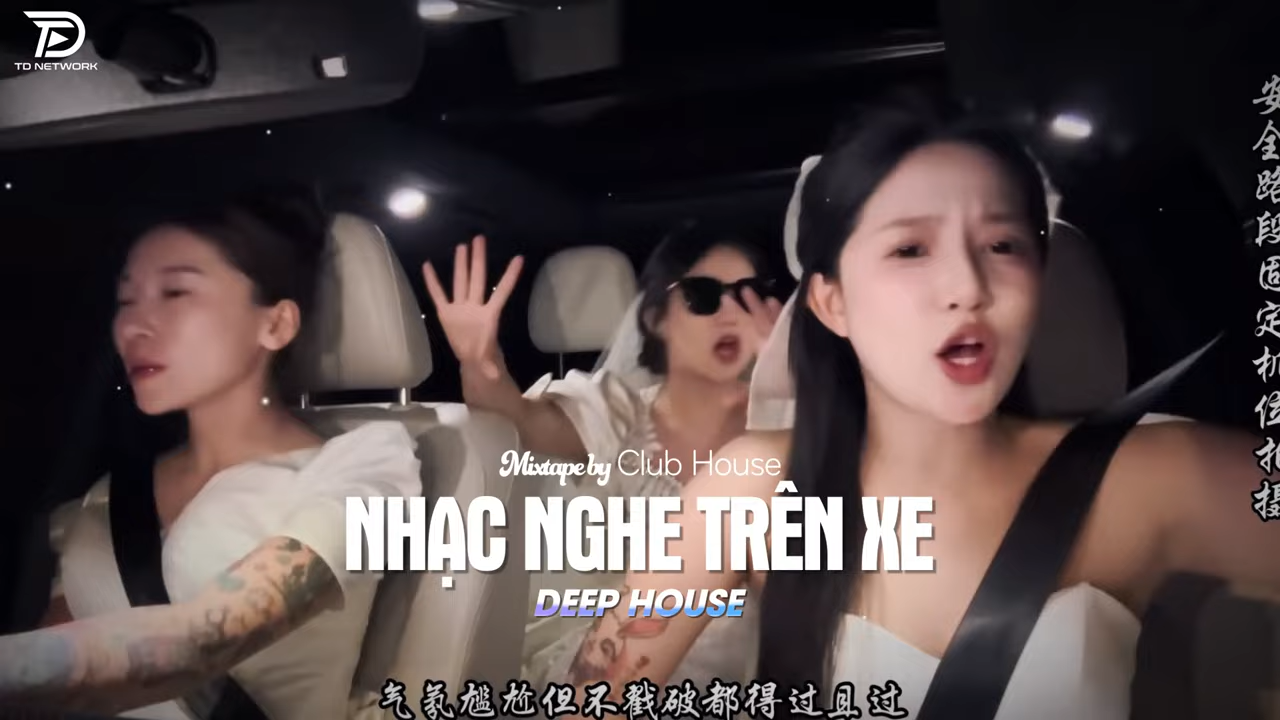 TD NETWORK
安全路段固定机位拍摄
Mixtape by Club House
NHẠC NGHE TRÊN XE
DEEP HOUSE
气氛尴尬但不戳破都得过且过